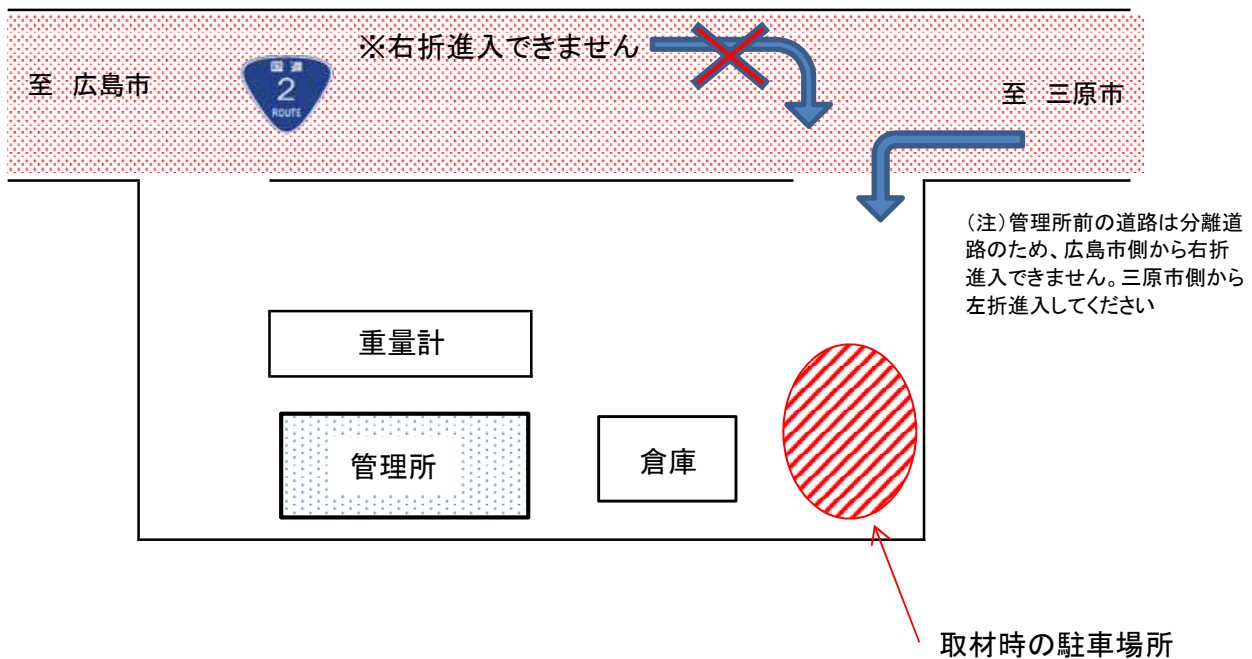 ※右折進入できません
至 広島市
国道
2
ROUTE
至 三原市
(注)管理所前の道路は分離道
路のため、広島市側から右折
進入できません。三原市側から
左折進入してください
重量計
管理所
倉庫
取材時の駐車場所